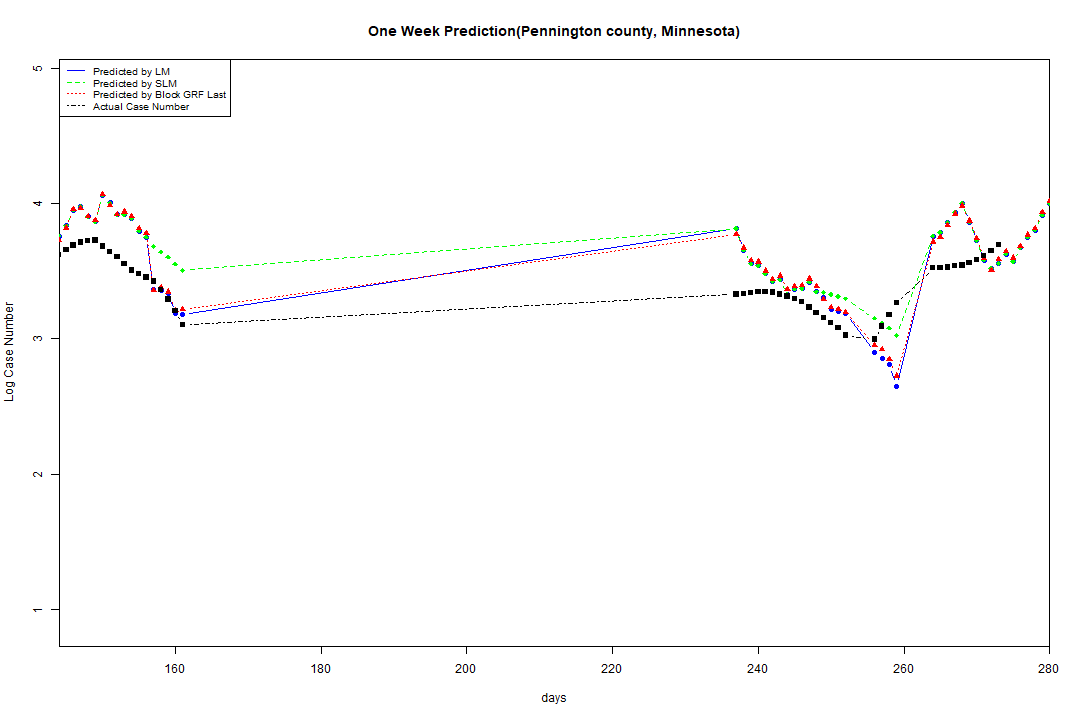 One Week Prediction(Pennington county, Minnesota)
Predicted by LM
Predicted by SLM
Predicted by Block GRF Last
Actual Case Number
5
4
3
2
1
Log Case Number
160 180 200 220 240 260 280
days